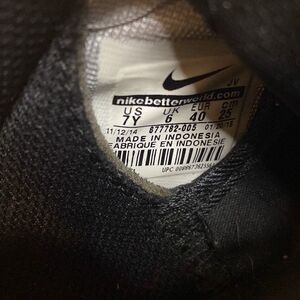 JV
nikebetterworld.com
US UK EUR cm
7Y 6 40 25
11/12/14 677782-005
MADE IN INDONESIA
FABRIQUE EN INDONESIE